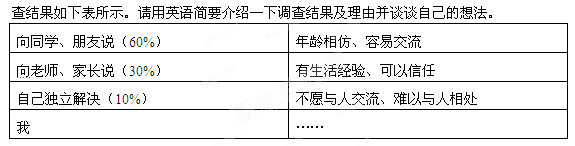 查结果如下表所示。请用英语简要介绍一下调查结果及理由并谈谈自己的想法。
向同学、朋友说（60%） 年龄相仿、容易交流
向老师、家长说（30%） 有生活经验、可以信任
自己独立解决（10%） 不愿与人交流、难以与人相处
我 ……